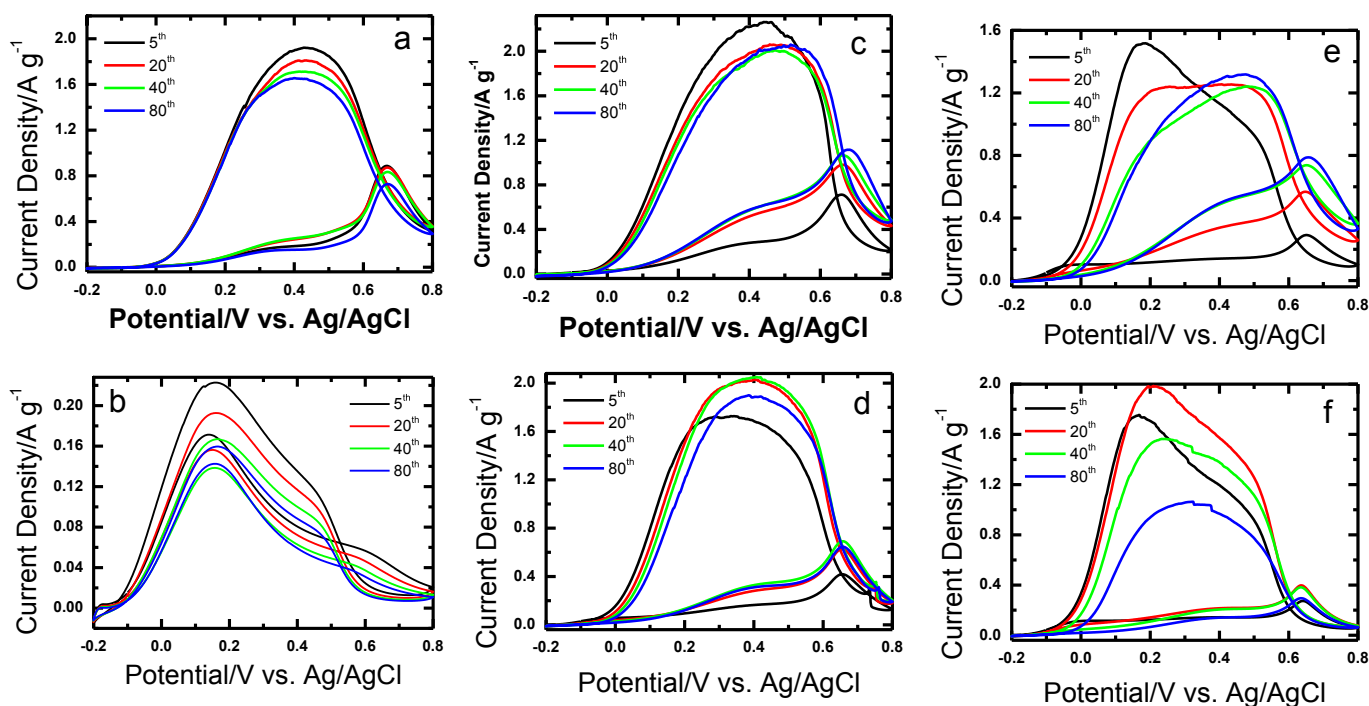 a
5th
20th
40th
80th
2.0
1.6
1.2
0.8
0.4
0.0
Current Density/A g-1
-0.2 0.0 0.2 0.4 0.6 0.8
Potential/V vs. Ag/AgCl
c
5th
20th
40th
80th
2.0
1.6
1.2
0.8
0.4
0.0
Current Density/A g-1
-0.2 0.0 0.2 0.4 0.6 0.8
Potential/V vs. Ag/AgCl
e
5th
20th
40th
80th
1.6
1.2
0.8
0.4
0.0
Current Density/A g-1
-0.2 0.0 0.2 0.4 0.6 0.8
Potential/V vs. Ag/AgCl
b
5th
20th
40th
80th
0.20
0.16
0.12
0.08
0.04
0.00
Current Density/A g-1
-0.2 0.0 0.2 0.4 0.6 0.8
Potential/V vs. Ag/AgCl
d
5th
20th
40th
80th
2.0
1.6
1.2
0.8
0.4
0.0
Current Density/A g-1
-0.2 0.0 0.2 0.4 0.6 0.8
Potential/V vs. Ag/AgCl
f
5th
20th
40th
80th
2.0
1.6
1.2
0.8
0.4
0.0
Current Density/A g-1
-0.2 0.0 0.2 0.4 0.6 0.8
Potential/V vs. Ag/AgCl